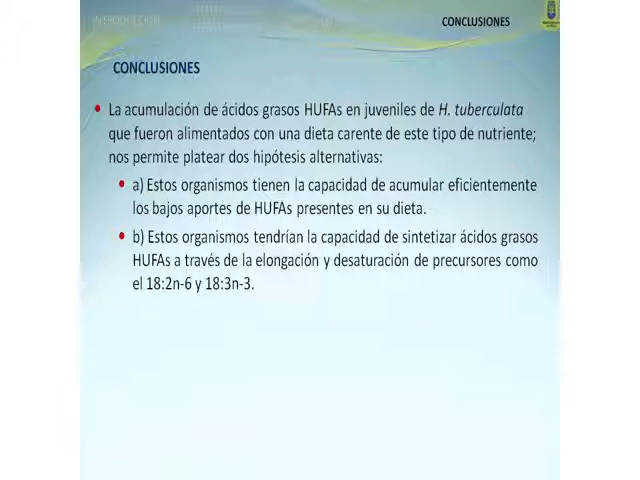 INTRODUCCIÓN
CONCLUSIONES
CONCLUSIONES
• La acumulación de ácidos grasos HUFAs en juveniles de H. tuberculata
que fueron alimentados con una dieta carente de este tipo de nutriente;
nos permite platear dos hipótesis alternativas:
• a) Estos organismos tienen la capacidad de acumular eficientemente
los bajos aportes de HUFAs presentes en su dieta.
• b) Estos organismos tendrían la capacidad de sintetizar ácidos grasos
HUFAs a través de la elongación y desaturación de precursores como
el 18:2n-6 y 18:3n-3.